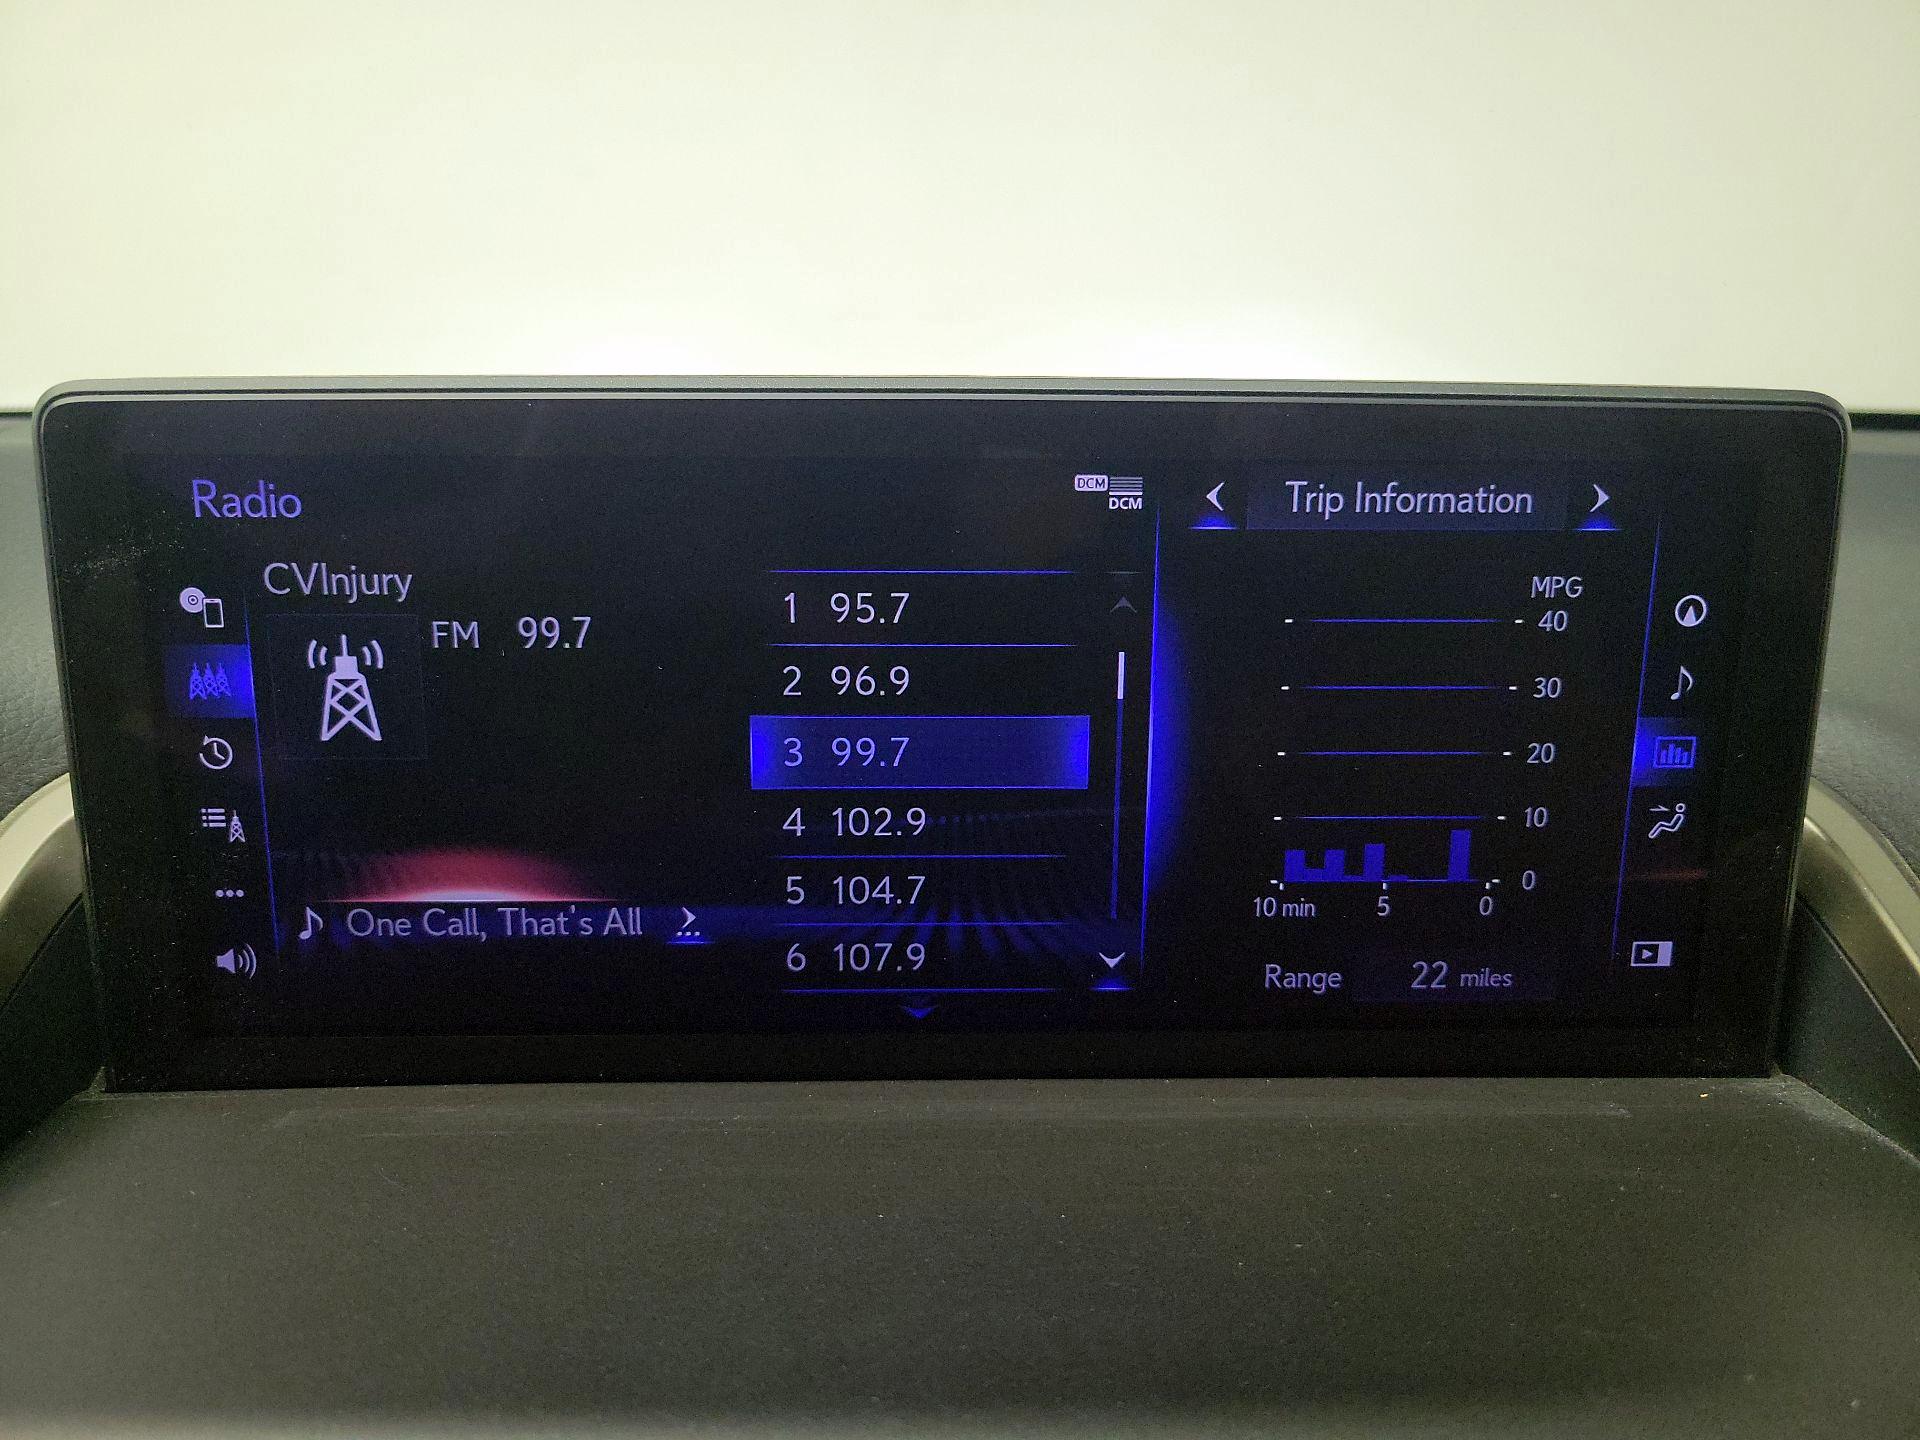 Radio
DCM
DCM
CVInjury
FM 99.7
One Call, That's All
1 95.7
2 96.9
3 99.7
4 102.9
5 104.7
6 107.9
Trip Information
MPG
40
30
20
10
0
10 min 5 0
Range 22 miles